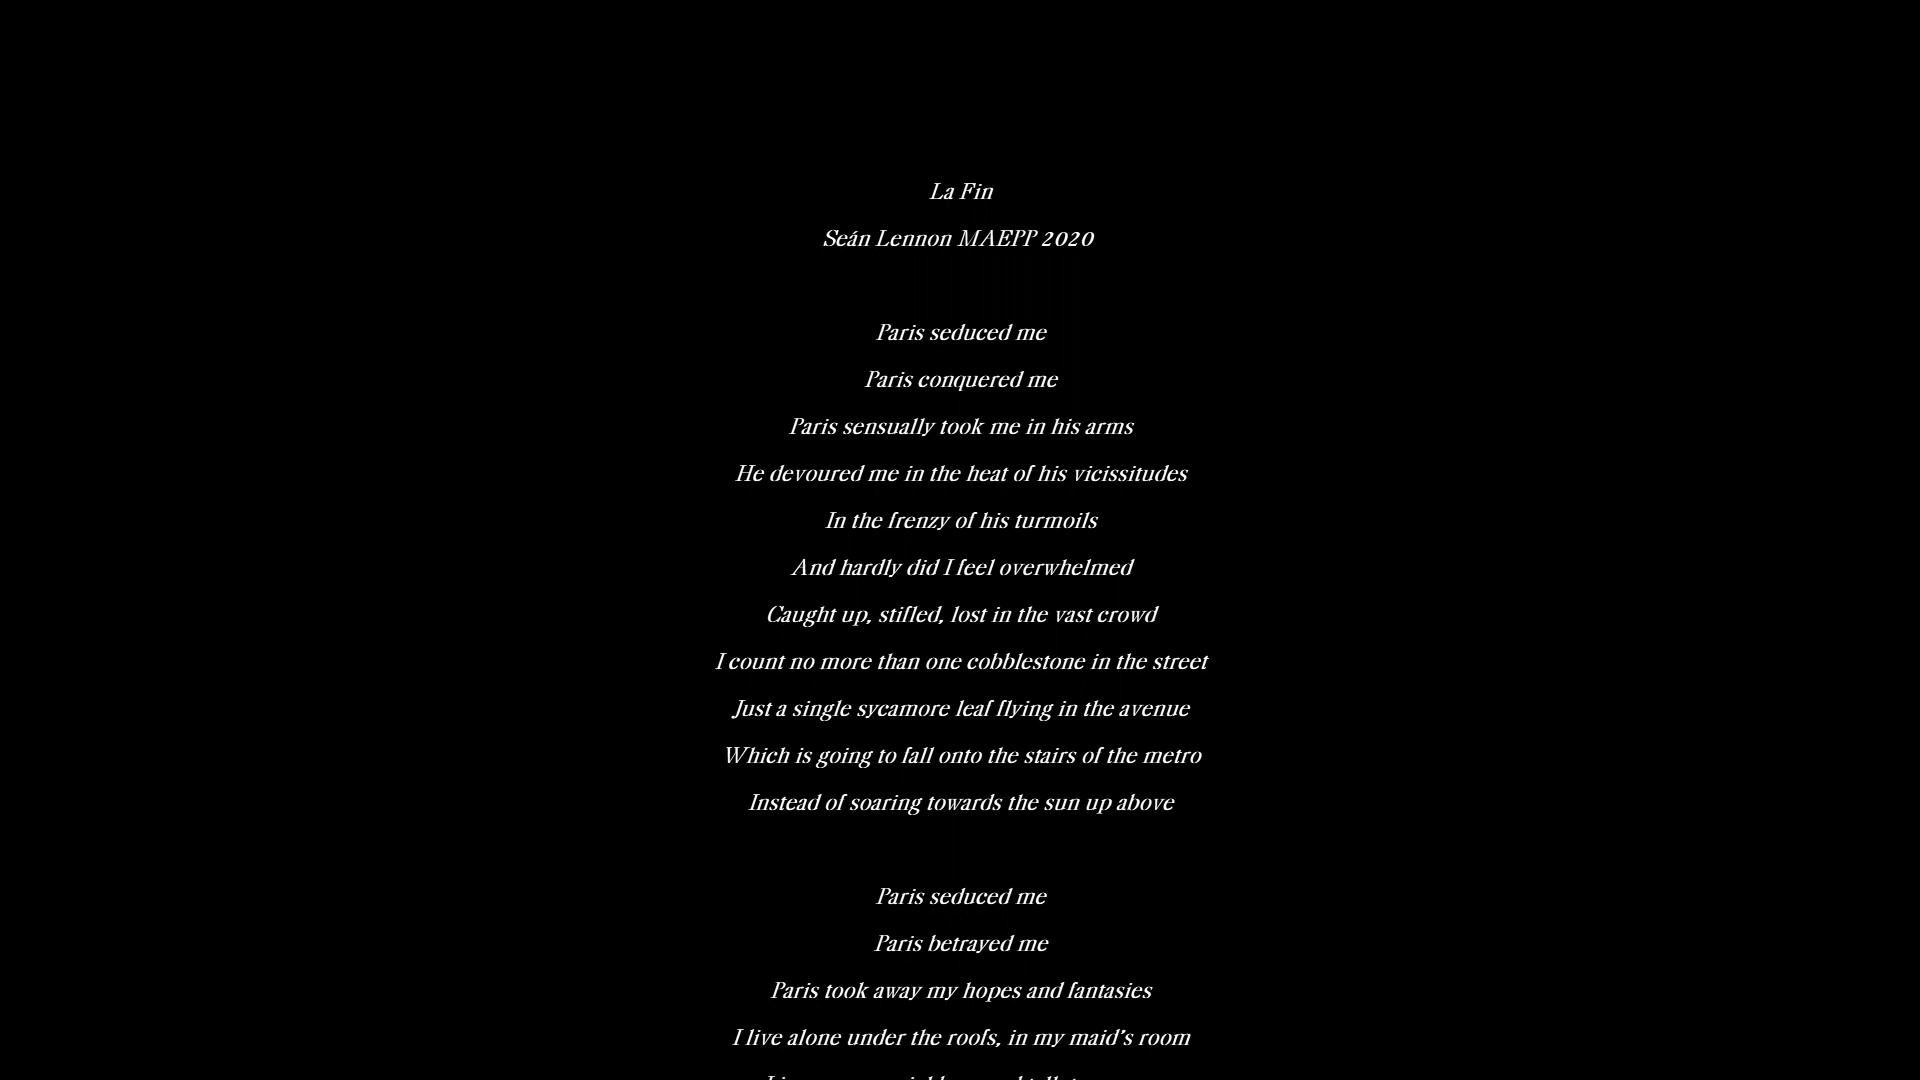 La Fin
Seán Lennon MAEPP 2020
Paris seduced me
Paris conquered me
Paris sensually took me in his arms
He devoured me in the heat of his vicissitudes
In the frenzy of his turmoils
And hardly did I feel overwhelmed
Caught up, stifled, lost in the vast crowd
I count no more than one cobblestone in the street
Just a single sycamore leaf flying in the avenue
Which is going to fall onto the stairs of the metro
Instead of soaring towards the sun up above
Paris seduced me
Paris betrayed me
Paris took away my hopes and fantasies
I live alone under the roofs, in my maid's room